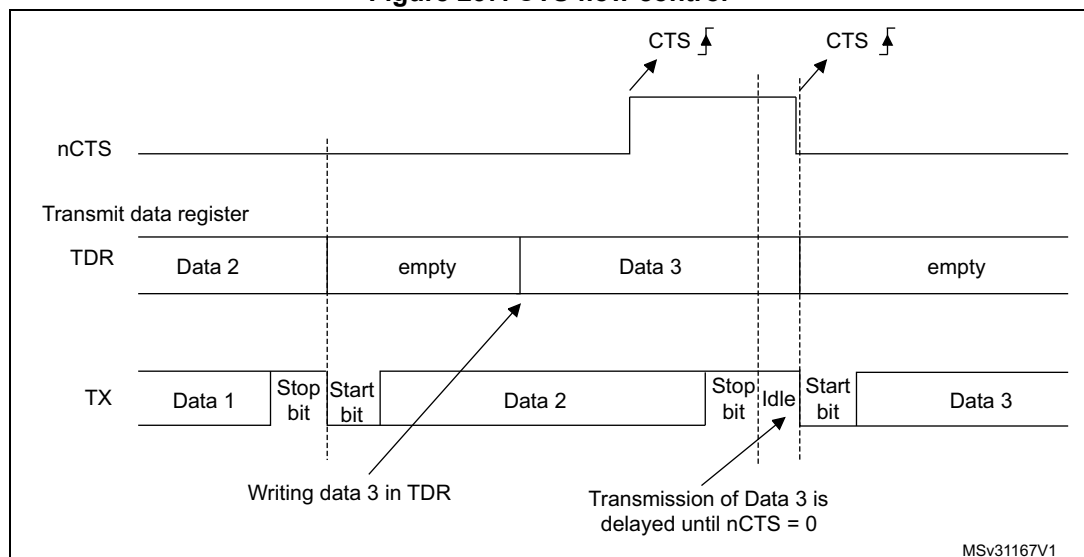 CTS CTS
nCTS
Transmit data register
TDR Data 2 empty Data 3 empty
TX Data 1 Stop bit Start bit Data 2 Stop bit Idle Start bit Data 3
Writing data 3 in TDR
Transmission of Data 3 is
delayed until nCTS = 0
MSv31167V1